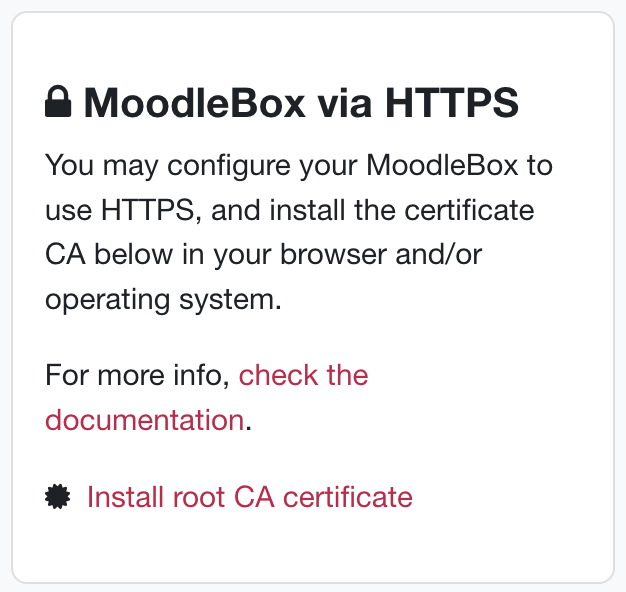 MoodleBox via HTTPS
You may configure your MoodleBox to
use HTTPS, and install the certificate
CA below in your browser and/or
operating system.
For more info, check the
documentation.
Install root CA certificate